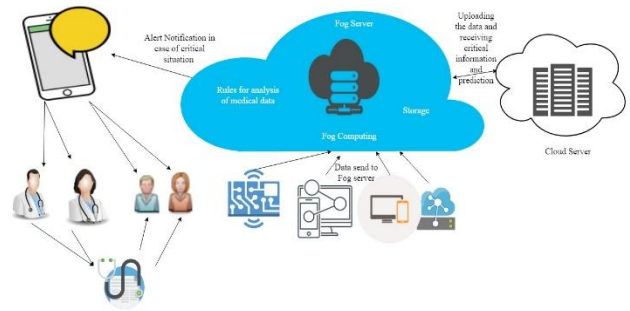 Alert Notification in
case of critical
situation
Fog Server
Rules for analysis
of medical data
Storage
Fog Computing
Uploading
the data and
receiving
critical
information
and
prediction
Cloud Server
Data send to
Fog server